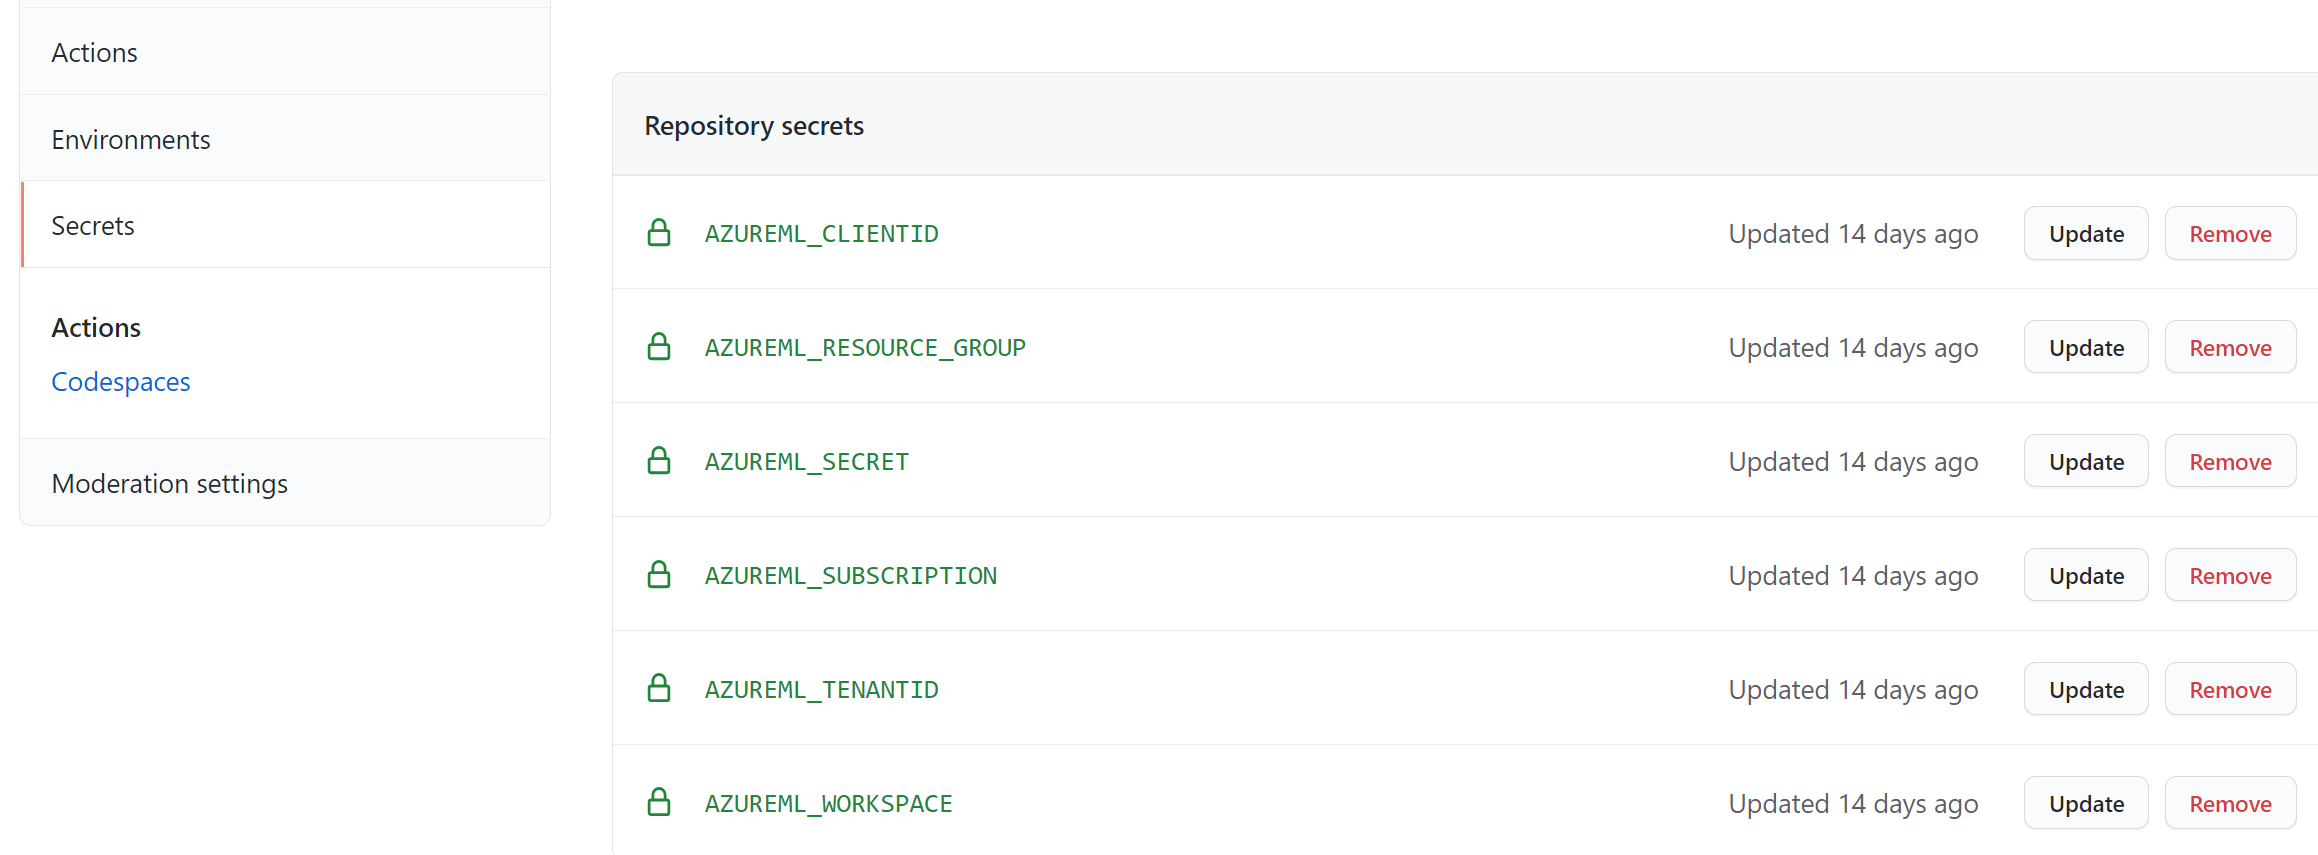 Actions
Environments
Secrets
Actions
Codespaces
Moderation settings
Repository secrets
AZUREML_CLIENTID Updated 14 days ago Update Remove
AZUREML_RESOURCE_GROUP Updated 14 days ago Update Remove
AZUREML_SECRET Updated 14 days ago Update Remove
AZUREML_SUBSCRIPTION Updated 14 days ago Update Remove
AZUREML_TENANTID Updated 14 days ago Update Remove
AZUREML_WORKSPACE Updated 14 days ago Update Remove